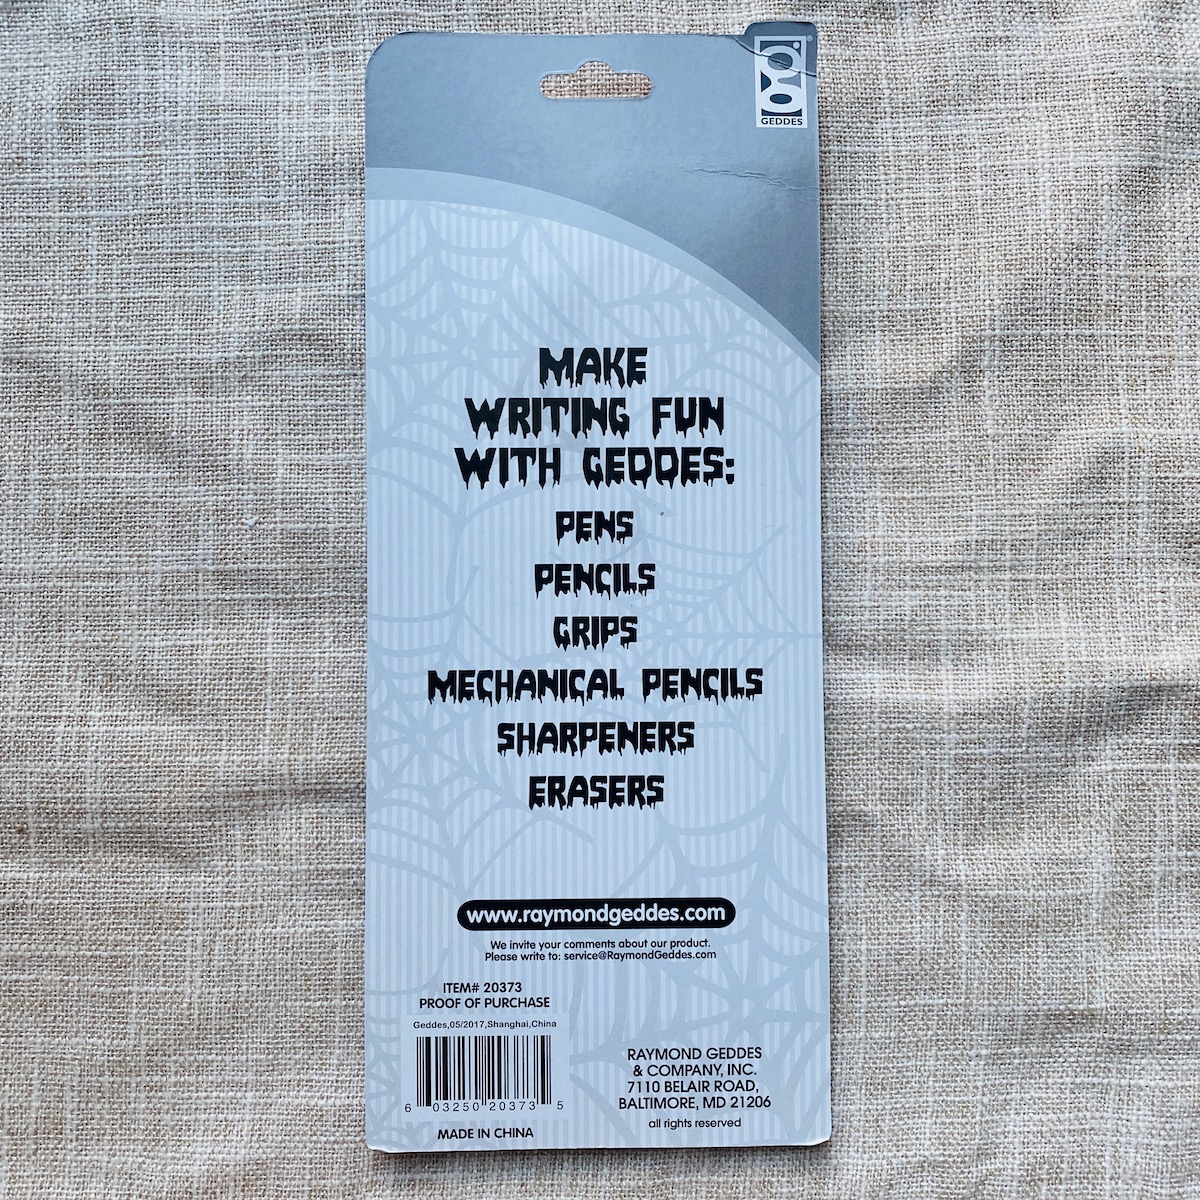 GEDDES
MAKE
WRITING FUN
WITH GEDDES:
PENS
PENCILS
GRIPS
MECHANICAL PENCILS
SHARPENERS
ERASERS
www.raymondgeddes.com
We invite your comments about our product.
Please write to: service@RaymondGeddes.com
ITEM# 20373
PROOF OF PURCHASE
Geddes,05/2017,Shanghai,China
6 03250 20373 5
MADE IN CHINA
RAYMOND GEDDES
& COMPANY, INC.
7110 BELAIR ROAD,
BALTIMORE, MD 21206
all rights reserved